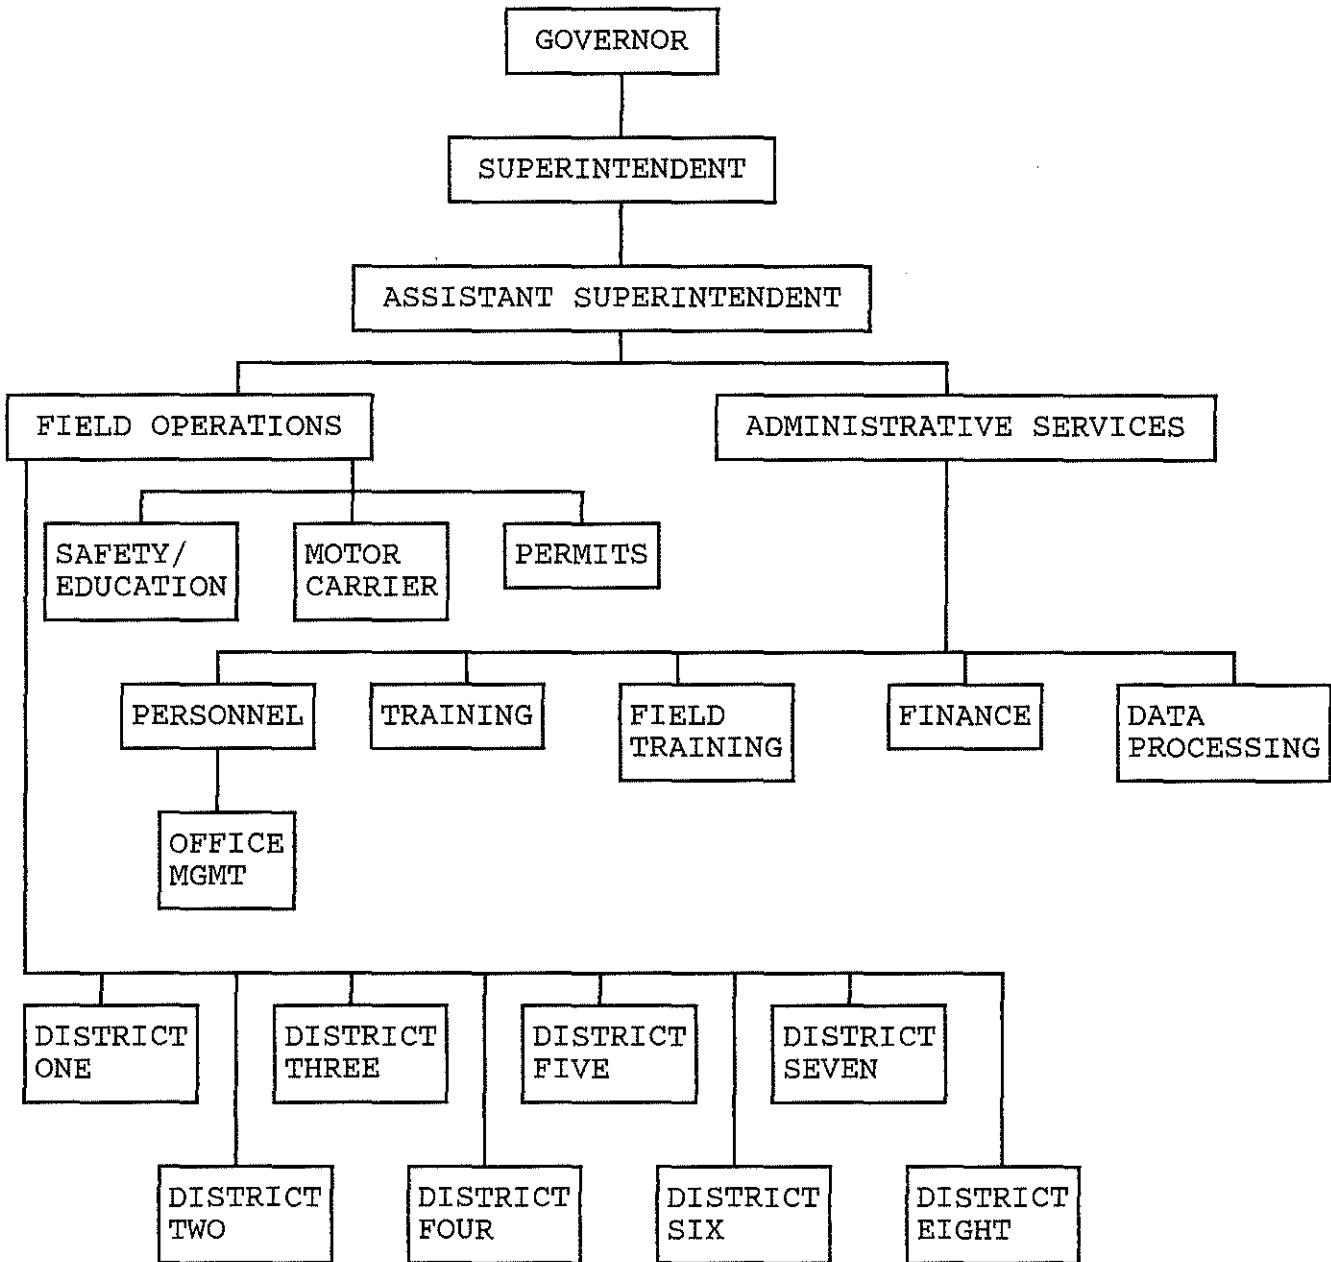 GOVERNOR
SUPERINTENDENT
ASSISTANT SUPERINTENDENT
FIELD OPERATIONS
ADMINISTRATIVE SERVICES
SAFETY/
EDUCATION
MOTOR
CARRIER
PERMITS
PERSONNEL
TRAINING
FIELD
TRAINING
FINANCE
DATA
PROCESSING
OFFICE
MGMT
DISTRICT
ONE
DISTRICT
THREE
DISTRICT
FIVE
DISTRICT
SEVEN
DISTRICT
TWO
DISTRICT
FOUR
DISTRICT
SIX
DISTRICT
EIGHT